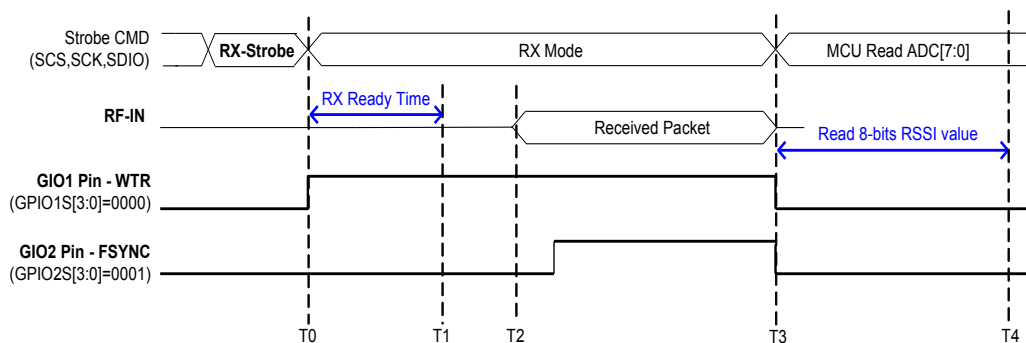 Strobe CMD
(SCS,SCK,SDIO)
RX-Strobe
RX Mode
MCU Read ADC[7:0]
RX Ready Time
RF-IN
Received Packet
Read 8-bits RSSI value
GIO1 Pin - WTR
(GPIO1S[3:0]=0000)
GIO2 Pin - FSYNC
(GPIO2S[3:0]=0001)
T0
T1
T2
T3
T4